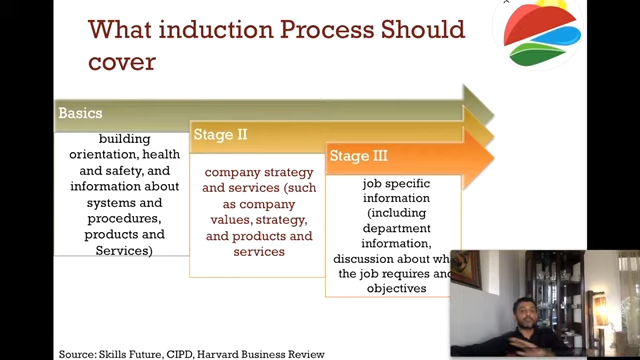 What induction Process Should
cover
Basics
building
orientation, health
and safety, and
information about
systems and
procedures,
products and
Services)
Stage II
company strategy
and services (such
as company
values, strategy,
and products and
services
Stage III
job specific
information
(including
department
information,
discussion about
the job requires
objectives
Source: Skills Future, CIPD, Harvard Business Review